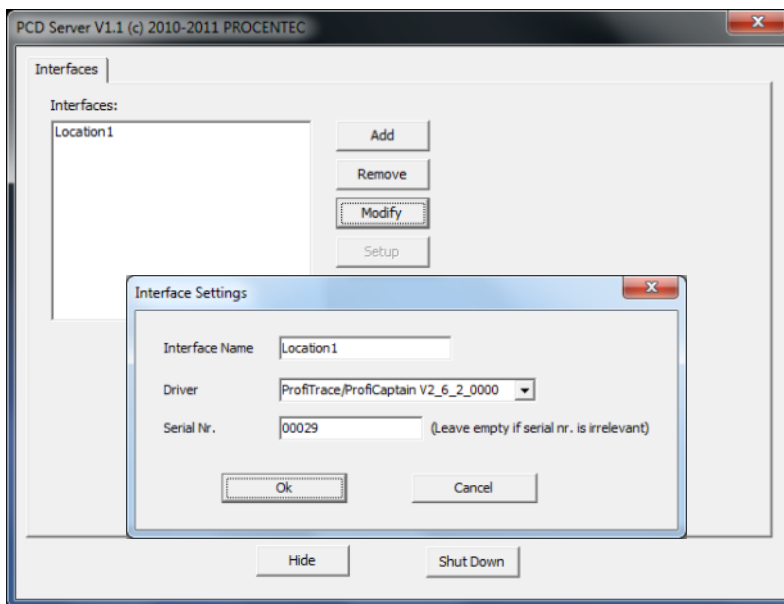 PCD Server V1.1 (c) 2010-2011 PROCENTEC
Interfaces
Interfaces:
Location1
Add
Remove
Modify
Setup
Interface Settings
Interface Name Location1
Driver ProfiTrace/ProfiCaptain V2_6_2_0000
Serial Nr. 00029 (Leave empty if serial nr. is irrelevant)
Ok Cancel
Hide Shut Down